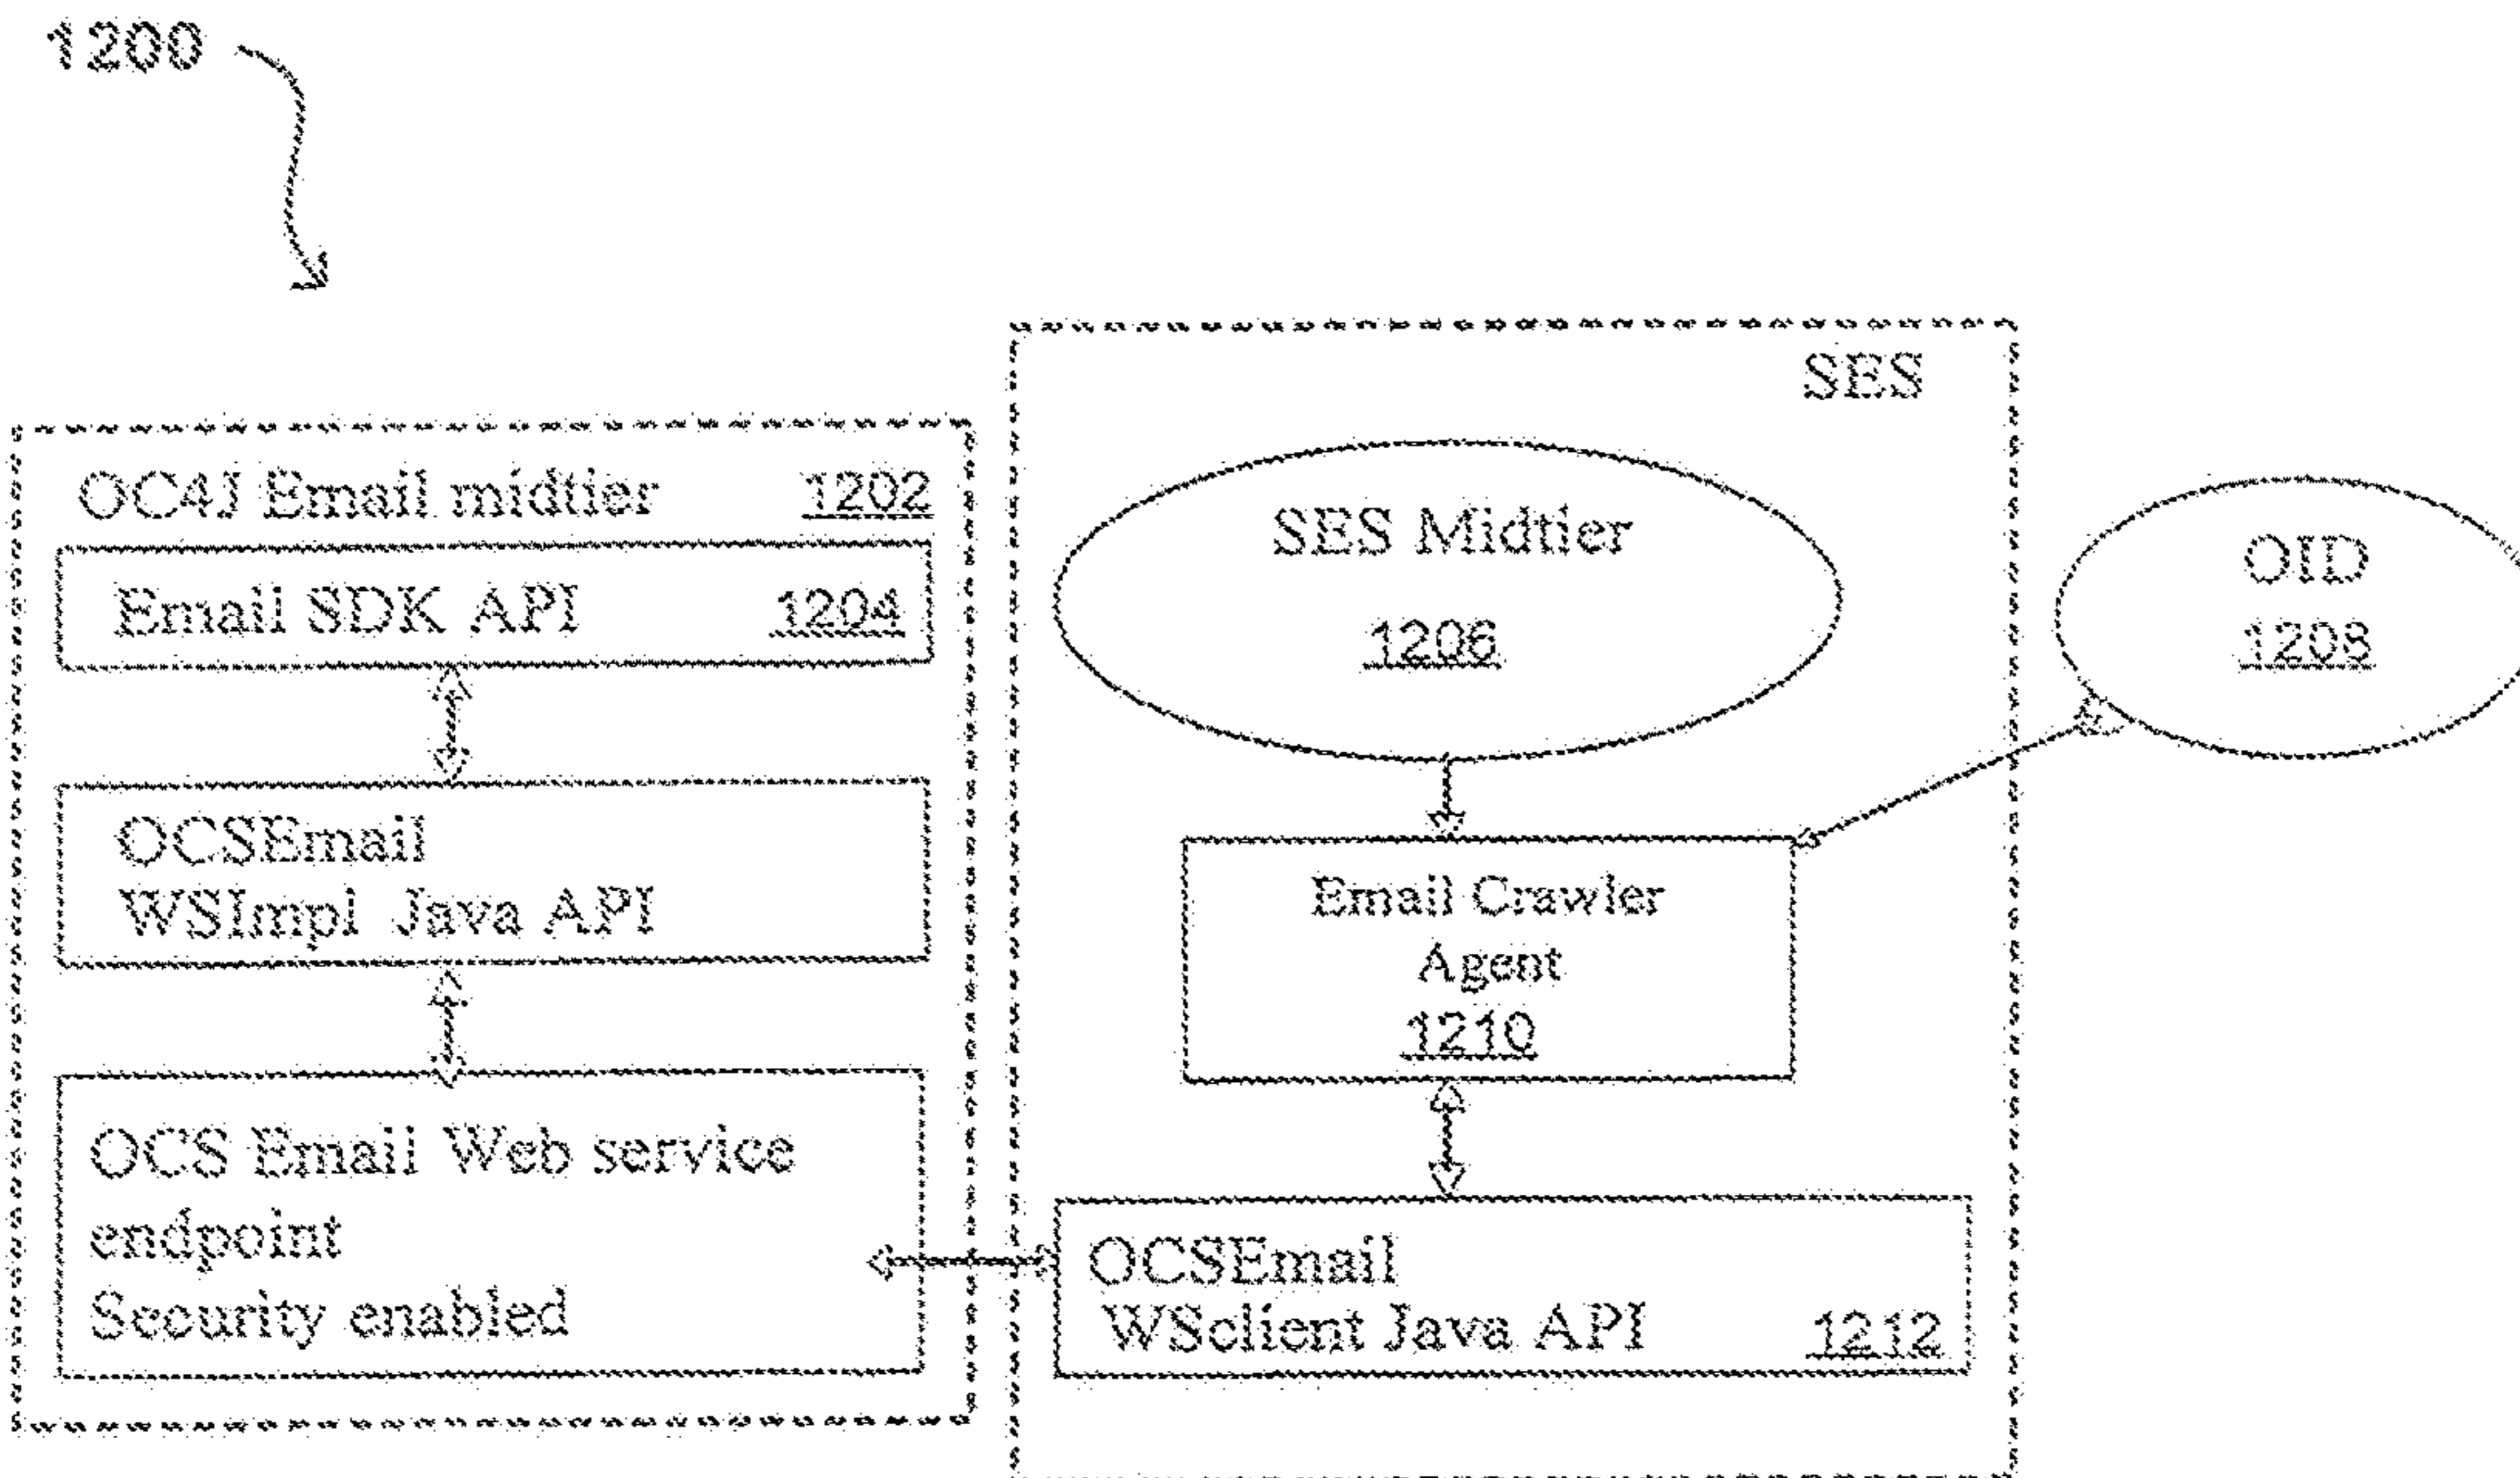 1200
SES
OC4J Email midtier 1202
Email SDK API 1204
OCSEmail
WSImpl Java API
OCS Email Web service
endpoint
Security enabled
SES Midtier
1206
OID
1208
Email Crawler
Agent
1210
OCSEmail
WSclient Java API 1212